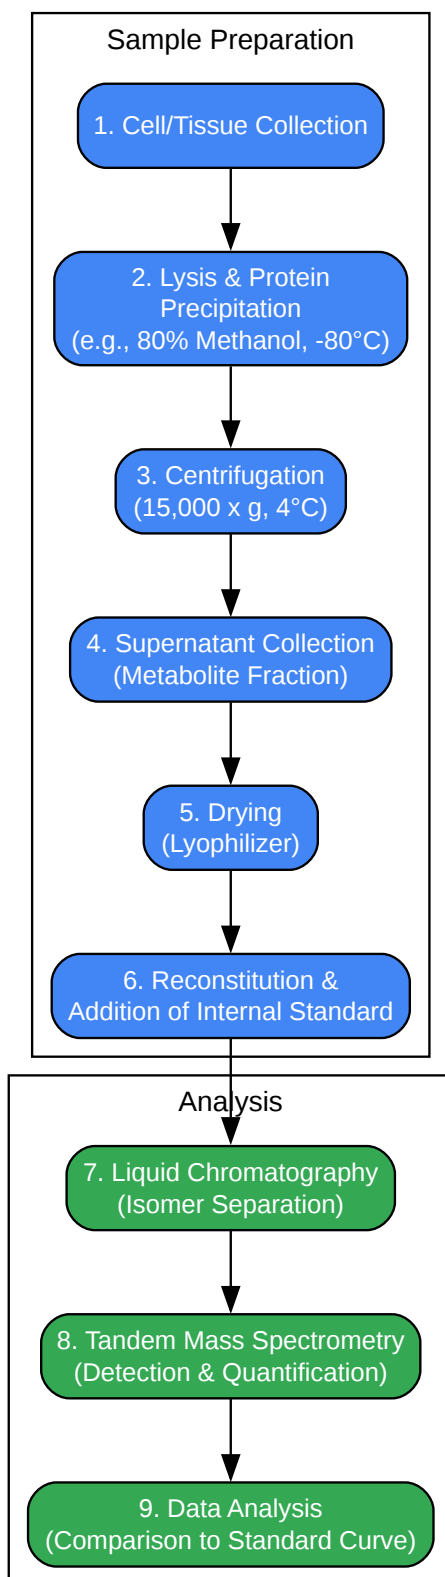 Sample Preparation
1. Cell/Tissue Collection
2. Lysis & Protein
Precipitation
(e.g., 80% Methanol, -80°C)
3. Centrifugation
(15,000 x g, 4°C)
4. Supernatant Collection
(Metabolite Fraction)
5. Drying
(Lyophilizer)
6. Reconstitution &
Addition of Internal Standard
Analysis
7. Liquid Chromatography
(Isomer Separation)
8. Tandem Mass Spectrometry
(Detection & Quantification)
9. Data Analysis
(Comparison to Standard Curve)